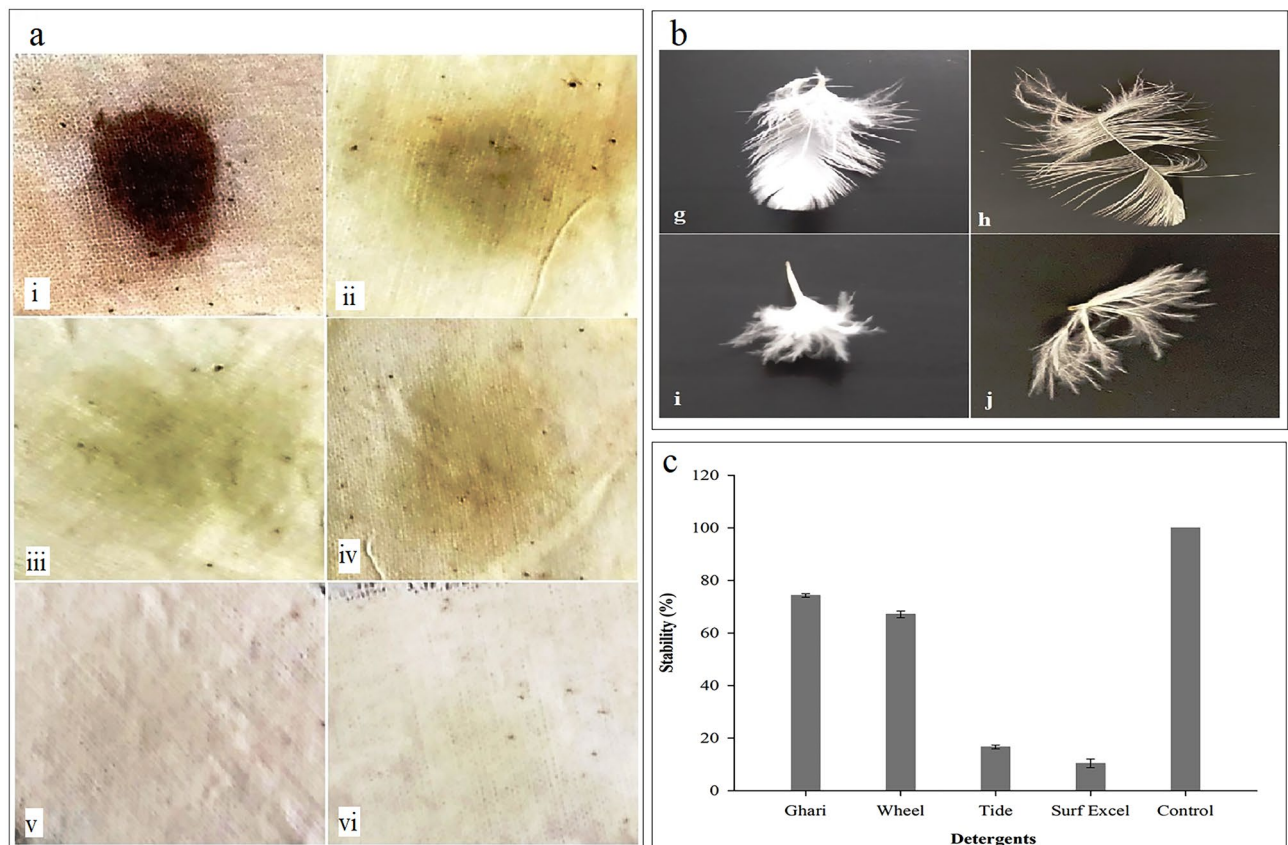 a
i
ii
iii
iv
v
vi
b
g
h
i
j
c
120
100
80
60
40
20
0
Stability (%)
Ghari Wheel Tide Surf Excel Control
Detergents